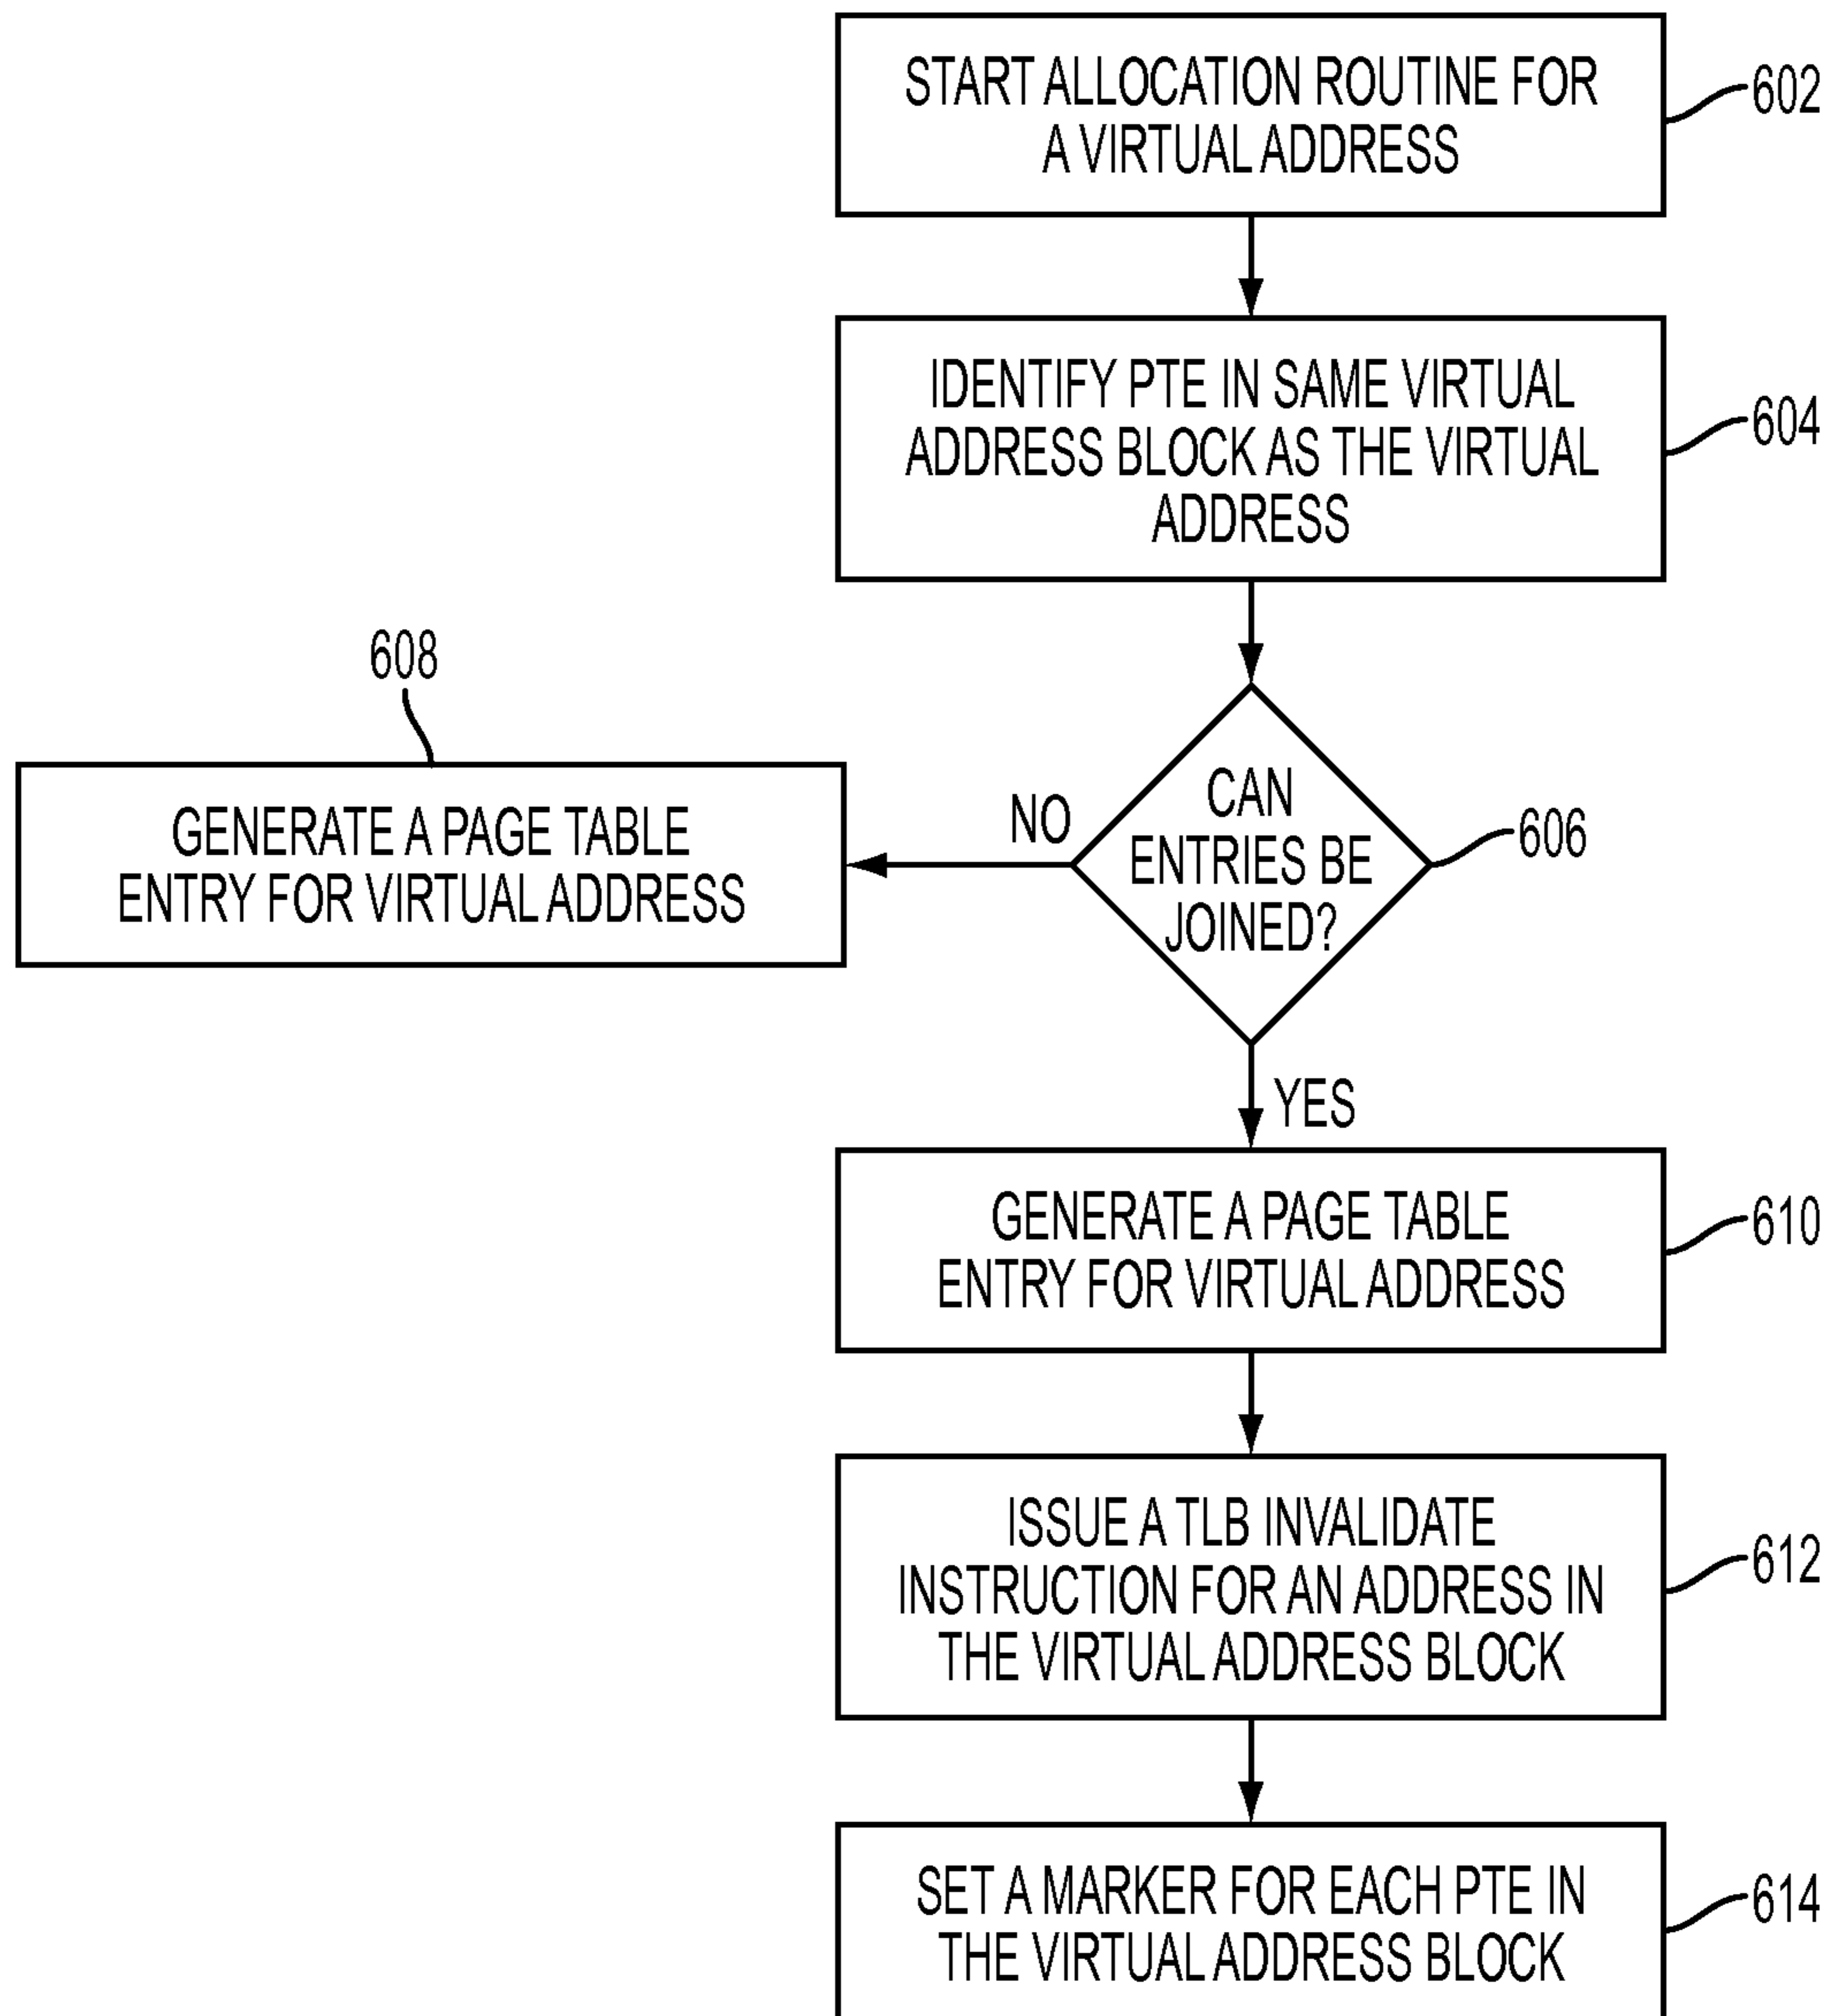 START ALLOCATION ROUTINE FOR
A VIRTUAL ADDRESS
602
IDENTIFY PTE IN SAME VIRTUAL
ADDRESS BLOCK AS THE VIRTUAL
ADDRESS
604
608
GENERATE A PAGE TABLE
ENTRY FOR VIRTUAL ADDRESS
NO
CAN
ENTRIES BE
JOINED?
606
YES
GENERATE A PAGE TABLE
ENTRY FOR VIRTUAL ADDRESS
610
ISSUE A TLB INVALIDATE
INSTRUCTION FOR AN ADDRESS IN
THE VIRTUAL ADDRESS BLOCK
612
SET A MARKER FOR EACH PTE IN
THE VIRTUAL ADDRESS BLOCK
614